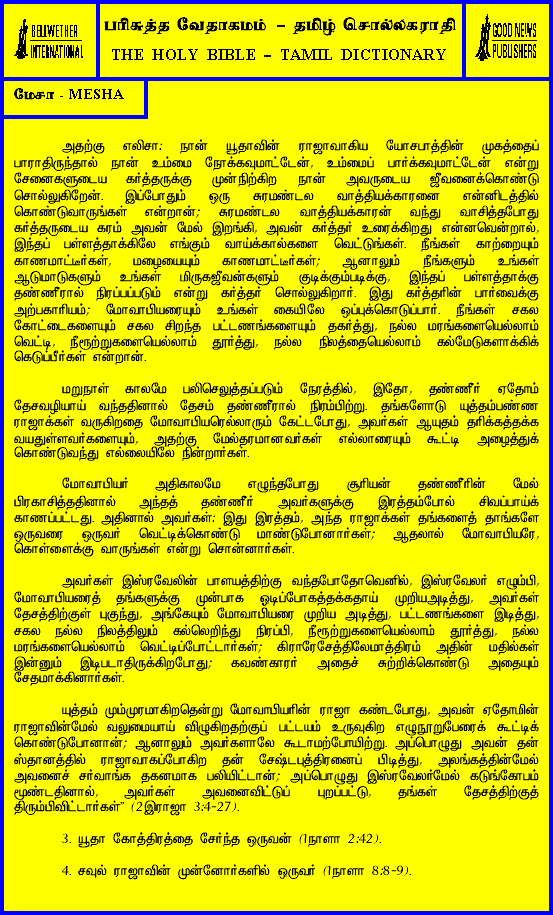 BELLWETHER
INTERNATIONAL
பரிசுத்த வேதாகமம் – தமிழ் சொல்லகராதி
THE HOLY BIBLE – TAMIL DICTIONARY
GOOD NEWS
PUBLISHERS
மேசா - MESHA
அதற்கு எலிசா: நான் யூதாவின் ராஜாவாகிய யோசபாத்தின் முகத்தைப்
பாராதிருந்தால் நான் உம்மை நோக்கவுமாட்டேன், உம்மைப் பார்க்கவுமாட்டேன் என்று
சேனைகளுடைய கர்த்தருக்கு முன்நிற்கிற நான் அவருடைய ஜீவனைக்கொண்டு
சொல்லுகிறேன். இப்போதும் ஒரு சுரமண்டல வாத்தியக்காரனை என்னிடத்தில்
கொண்டுவாருங்கள் என்றான்; சுரமண்டல வாத்தியக்காரன் வந்து வாசித்தபோது
கர்த்தருடைய கரம் அவன் மேல் இறங்கி, அவன் கர்த்தர் உரைக்கிறது என்னவென்றால்,
இந்தப் பள்ளத்தாக்கிலே எங்கும் வாய்க்கால்களை வெட்டுங்கள். நீங்கள் காற்றையும்
காணமாட்டீர்கள், மழையையும் காணமாட்டீர்கள்; ஆனாலும் நீங்களும் உங்கள்
ஆடுமாடுகளும் உங்கள் மிருகஜீவன்களும் குடிக்கும்படிக்கு, இந்தப் பள்ளத்தாக்கு
தண்ணீரால் நிரப்பப்படும் என்று கர்த்தர் சொல்லுகிறார். இது கர்த்தரின் பார்வைக்கு
அற்பகாரியம்; மோவாபியரையும் உங்கள் கையிலே ஒப்புக்கொடுப்பார். நீங்கள் சகல
கோட்டைகளையும் சகல சிறந்த பட்டணங்களையும் தகர்த்து, நல்ல மரங்களையெல்லாம்
வெட்டி, நீரூற்றுகளையெல்லாம் தூர்த்து, நல்ல நிலத்தையெல்லாம் கல்மேடுகளாக்கிக்
கெடுப்பீர்கள் என்றான்.
மறுநாள் காலமே பலிசெலுத்தப்படும் நேரத்தில், இதோ, தண்ணீர் ஏதோம்
தேசவழியாய் வந்ததினால் தேசம் தண்ணீரால் நிரம்பிற்று. தங்களோடு யுத்தம்பண்ண
ராஜாக்கள் வருகிறதை மோவாபியரெல்லாரும் கேட்டபோது, அவர்கள் ஆயுதம் தரிக்கத்தக்க
வயதுள்ளவர்களையும், அதற்கு மேல்தரமானவர்கள் எல்லாரையும் கூட்டி அழைத்துக்
கொண்டுவந்து எல்லையிலே நின்றார்கள்.
மோவாபியர் அதிகாலமே எழுந்தபோது சூரியன் தண்ணீரின் மேல்
பிரகாசித்ததினால் அந்தத் தண்ணீர் அவர்களுக்கு இரத்தம்போல் சிவப்பாய்க்
காணப்பட்டது. அதினால் அவர்கள்: இது இரத்தம், அந்த ராஜாக்கள் தங்களைத் தாங்களே
ஒருவரை ஒருவர் வெட்டிக்கொண்டு மாண்டுபோனார்கள்; ஆதலால் மோவாபியரே,
கொள்ளைக்கு வாருங்கள் என்று சொன்னார்கள்.
அவர்கள் இஸ்ரவேலின் பாளயத்திற்கு வந்தபோதோவெனில், இஸ்ரவேலர் எழும்பி,
மோவாபியரைத் தங்களுக்கு முன்பாக ஓடிப்போகத்தக்கதாய் முறியஅடித்து, அவர்கள்
தேசத்திற்குள் புகுந்து, அங்கேயும் மோவாபியரை முறிய அடித்து, பட்டணங்களை இடித்து,
சகல நல்ல நிலத்திலும் கல்லெறிந்து நிரப்பி, நீரூற்றுகளையெல்லாம் தூர்த்து, நல்ல
மரங்களையெல்லாம் வெட்டிப்போட்டார்கள்; கிராரேசேத்திலேமாத்திரம் அதின் மதில்கள்
இன்னும் இடிபடாதிருக்கிறபோது; கவண்காரர் அதைச் சுற்றிக்கொண்டு அதையும்
சேதமாக்கினார்கள்.
யுத்தம் மும்முரமாகிறதென்று மோவாபியரின் ராஜா கண்டபோது, அவன் ஏதோமின்
ராஜாவின்மேல் வலுமையாய் விழுகிறதற்குப் பட்டயம் உருவுகிற எழுநூறுபேரைக் கூட்டிக்
கொண்டுபோனான்; ஆனாலும் அவர்களாலே கூடாமற்போயிற்று. அப்பொழுது அவன் தன்
ஸ்தானத்தில் ராஜாவாகப்போகிற தன் சேஷ்டபுத்திரனைப் பிடித்து, அலங்கத்தின்மேல்
அவனைச் சர்வாங்க தகனமாக பலியிட்டான்; அப்பொழுது இஸ்ரவேலர்மேல் கடுங்கோபம்
மூண்டதினால், அவர்கள் அவனைவிட்டுப் புறப்பட்டு, தங்கள் தேசத்திற்குத்
திரும்பிவிட்டார்கள்" (2இராஜா 3:4-27).
3. யூதா கோத்திரத்தை சேர்ந்த ஒருவன் (1நாளா 2:42).
4. சவுல் ராஜாவின் முன்னோர்களில் ஒருவர் (1நாளா 8:8-9).